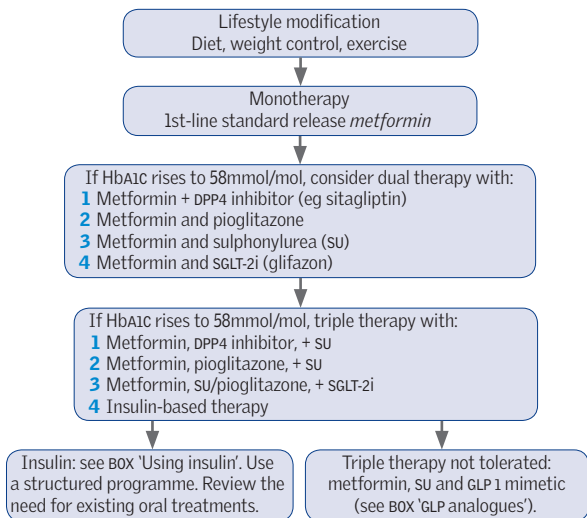 Lifestyle modification
Diet, weight control, exercise
Monotherapy
1st-line standard release metformin
If HbA1C rises to 58mmol/mol, consider dual therapy with:
1 Metformin + DPP4 inhibitor (eg sitagliptin)
2 Metformin and pioglitazone
3 Metformin and sulphonylurea (SU)
4 Metformin and SGLT-2i (glifazon)
If HbA1C rises to 58mmol/mol, triple therapy with:
1 Metformin, DPP4 inhibitor, + SU
2 Metformin, pioglitazone, + SU
3 Metformin, SU/pioglitazone, + SGLT-2i
4 Insulin-based therapy
Insulin: see BOX ‘Using insulin’. Use
a structured programme. Review the
need for existing oral treatments.
Triple therapy not tolerated:
metformin, SU and GLP 1 mimetic
(see BOX ‘GLP analogues’).